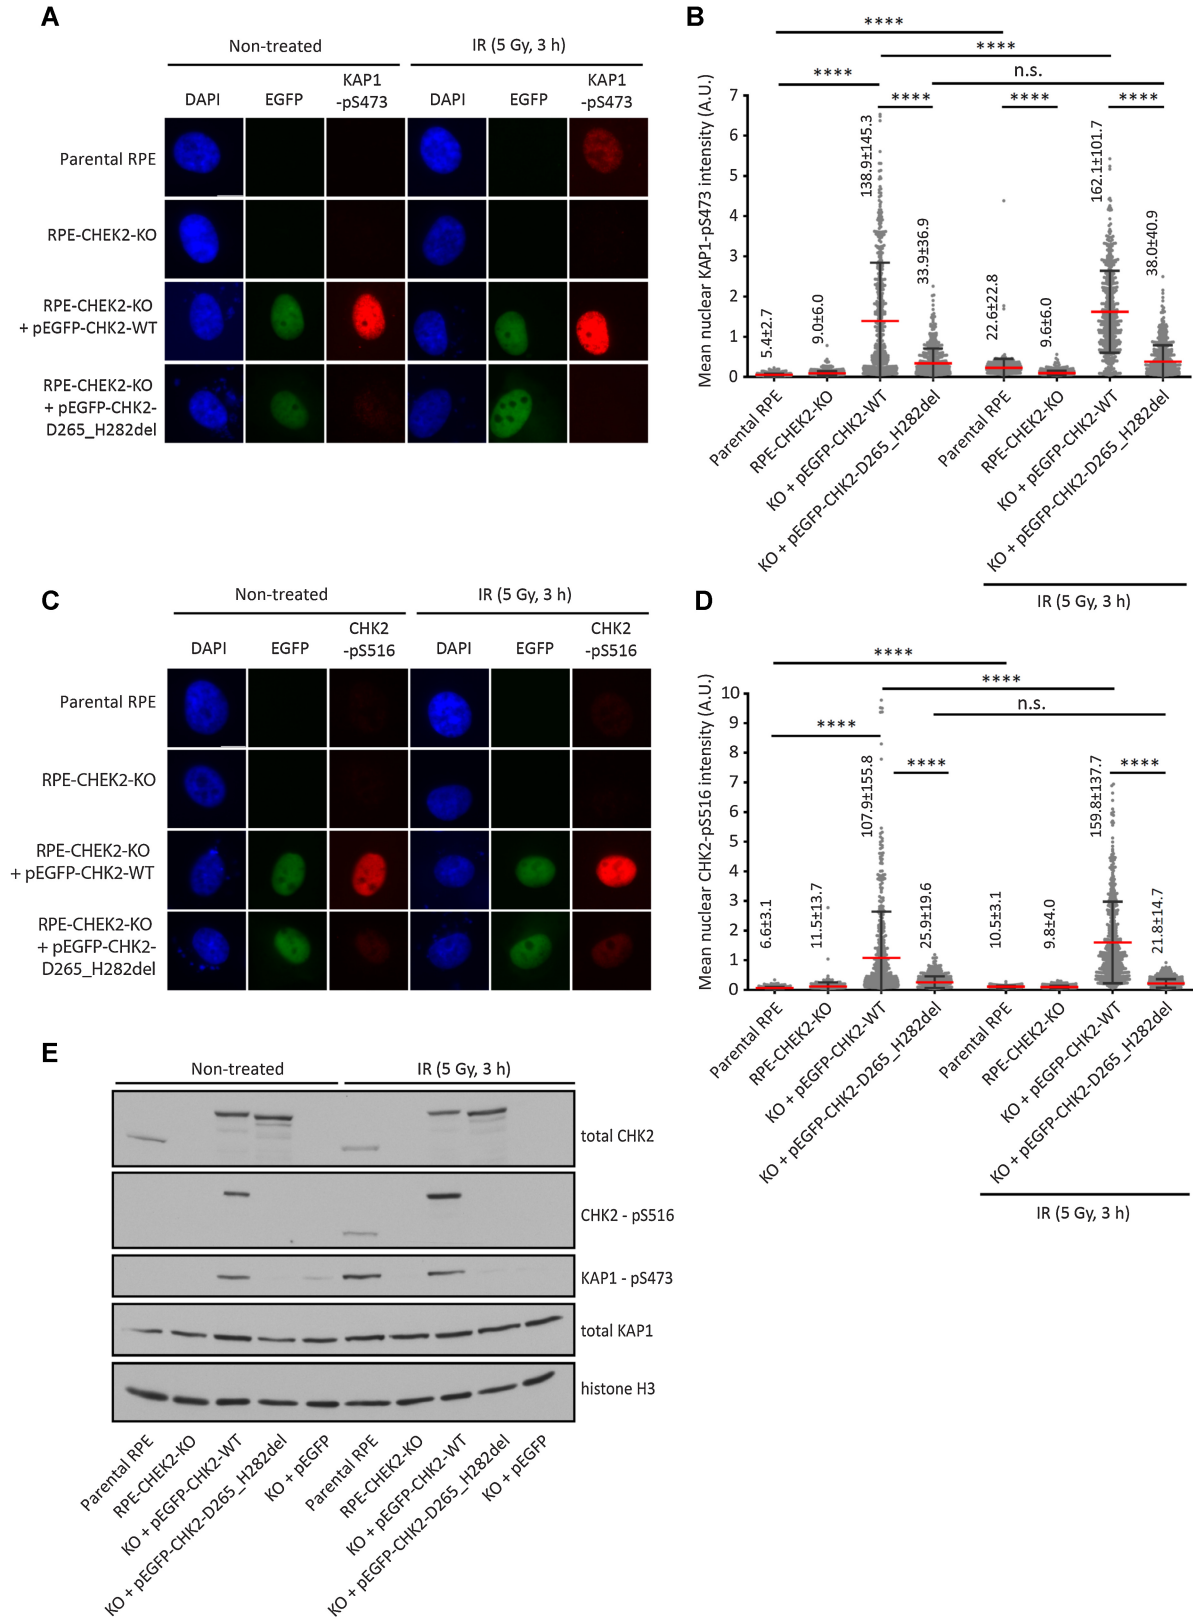 A
Non-treated
IR (5 Gy, 3 h)
DAPI
EGFP
KAP1
-pS473
DAPI
EGFP
KAP1
-pS473
Parental RPE
RPE-CHEK2-KO
RPE-CHEK2-KO
+ pEGFP-CHK2-WT
RPE-CHEK2-KO
+ pEGFP-CHK2-
D265_H282del
B
****
****
n.s.
****
****
****
****
Mean nuclear KAP1-pS473 intensity (A.U.)
7
6
5
4
3
2
1
0
5.4±2.7
9.0±6.0
138.9±145.3
33.9±36.9
22.6±22.8
9.6±6.0
162.1±101.7
38.0±40.9
Parental RPE
RPE-CHEK2-KO
KO + pEGFP-CHK2-WT
KO + pEGFP-CHK2-D265_H282del
Parental RPE
RPE-CHEK2-KO
KO + pEGFP-CHK2-WT
KO + pEGFP-CHK2-D265_H282del
IR (5 Gy, 3 h)
C
Non-treated
IR (5 Gy, 3 h)
DAPI
EGFP
CHK2
-pS516
DAPI
EGFP
CHK2
-pS516
Parental RPE
RPE-CHEK2-KO
RPE-CHEK2-KO
+ pEGFP-CHK2-WT
RPE-CHEK2-KO
+ pEGFP-CHK2-
D265_H282del
D
****
****
n.s.
****
****
****
Mean nuclear CHK2-pS516 intensity (A.U.)
10
9
8
7
6
5
4
3
2
1
0
6.6±3.1
11.5±13.7
107.9±155.8
25.9±19.6
10.5±3.1
9.8±4.0
159.8±137.7
21.8±14.7
Parental RPE
RPE-CHEK2-KO
KO + pEGFP-CHK2-WT
KO + pEGFP-CHK2-D265_H282del
Parental RPE
RPE-CHEK2-KO
KO + pEGFP-CHK2-WT
KO + pEGFP-CHK2-D265_H282del
IR (5 Gy, 3 h)
E
Non-treated
IR (5 Gy, 3 h)
total CHK2
CHK2 - pS516
KAP1 - pS473
total KAP1
histone H3
Parental RPE
RPE-CHEK2-KO
KO + pEGFP-CHK2-WT
KO + pEGFP-CHK2-D265_H282del
KO + pEGFP
Parental RPE
RPE-CHEK2-KO
KO + pEGFP-CHK2-WT
KO + pEGFP-CHK2-D265_H282del
KO + pEGFP